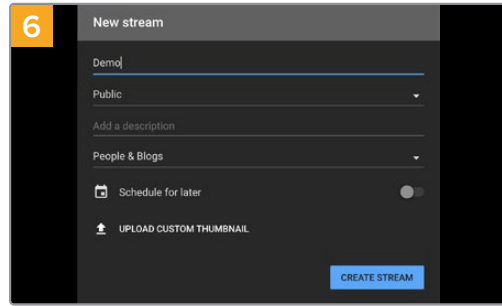 6
New stream
Demo
Public
Add a description
People & Blogs
Schedule for later
UPLOAD CUSTOM THUMBNAIL
CREATE STREAM